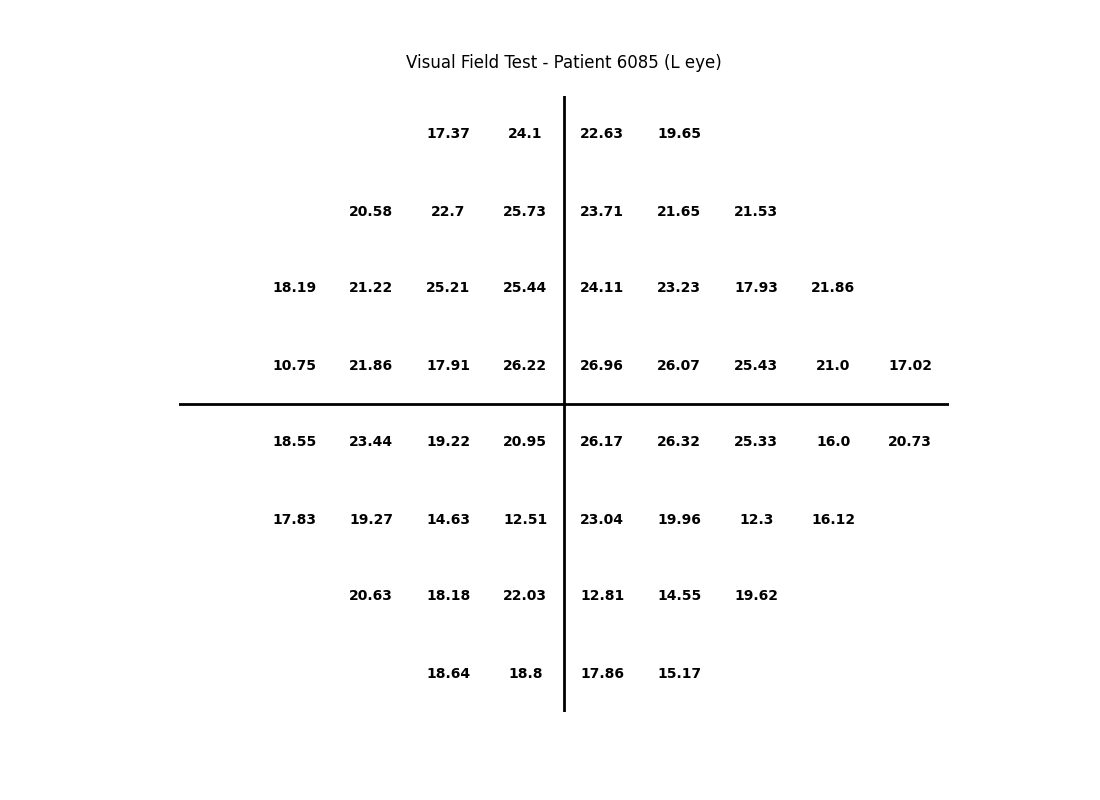 Visual Field Test - Patient 6085 (L eye)
17.37 24.1 22.63 19.65
20.58 22.7 25.73 23.71 21.65 21.53
18.19 21.22 25.21 25.44 24.11 23.23 17.93 21.86
10.75 21.86 17.91 26.22 26.96 26.07 25.43 21.0 17.02
18.55 23.44 19.22 20.95 26.17 26.32 25.33 16.0 20.73
17.83 19.27 14.63 12.51 23.04 19.96 12.3 16.12
20.63 18.18 22.03 12.81 14.55 19.62
18.64 18.8 17.86 15.17